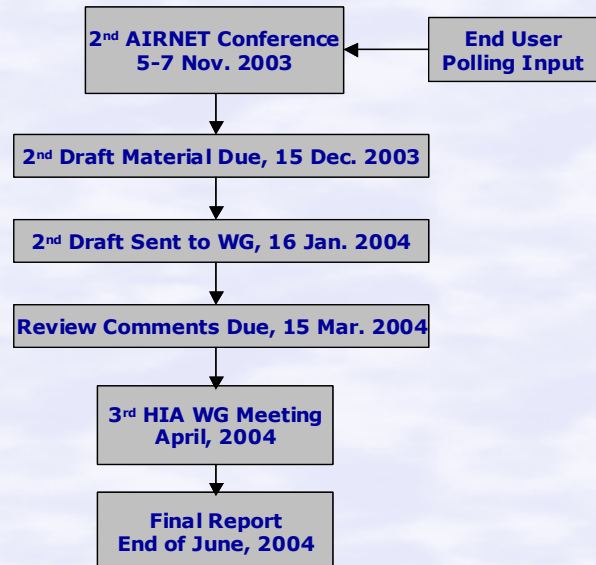 2nd AIRNET Conference
5-7 Nov. 2003
End User
Polling Input
2nd Draft Material Due, 15 Dec. 2003
2nd Draft Sent to WG, 16 Jan. 2004
Review Comments Due, 15 Mar. 2004
3rd HIA WG Meeting
April, 2004
Final Report
End of June, 2004